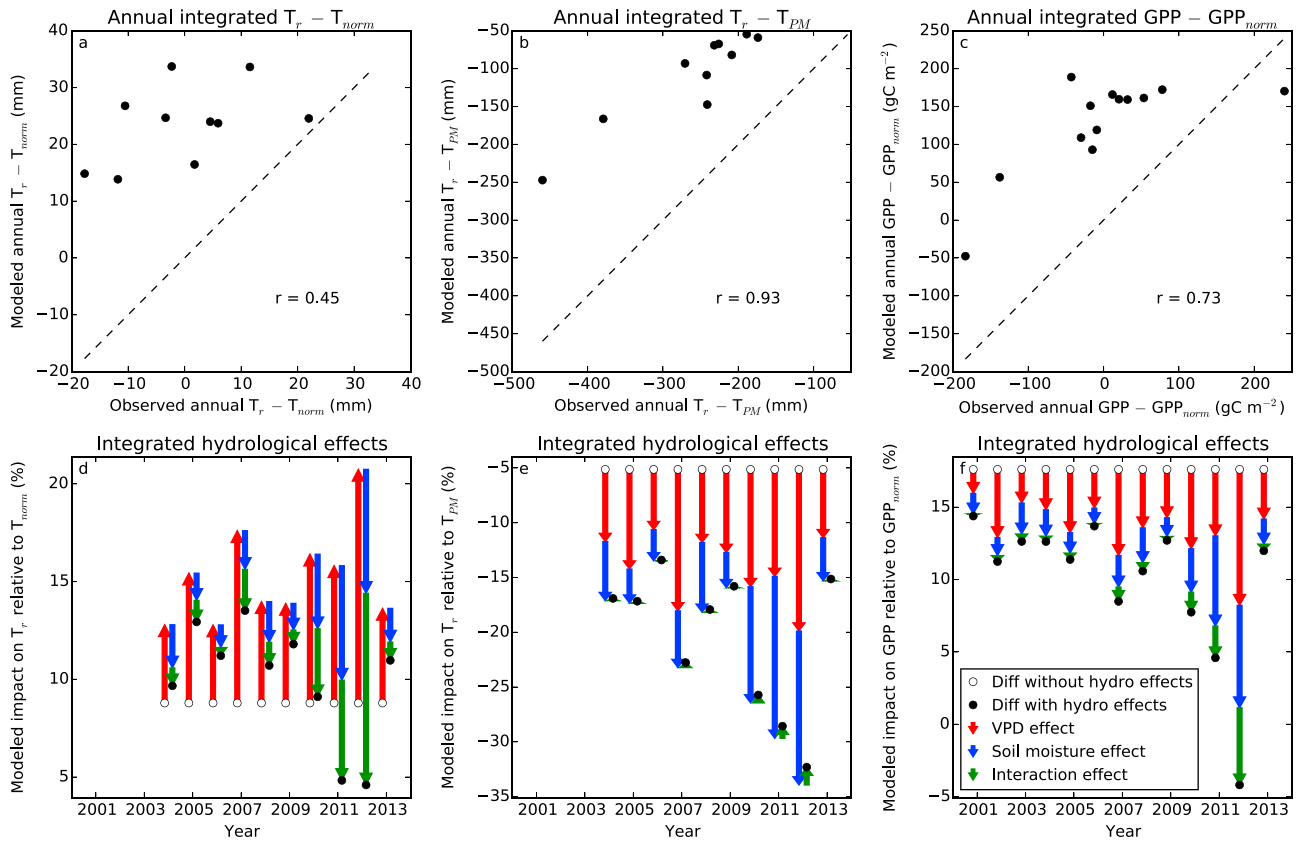 Annual integrated T_r − T_norm
a
Modeled annual T_r − T_norm (mm)
40
30
20
10
0
−10
−20
r = 0.45
−20 −10 0 10 20 30 40
Observed annual T_r − T_norm (mm)
Annual integrated T_r − T_PM
b
Modeled annual T_r − T_PM (mm)
−50
−100
−150
−200
−250
−300
−350
−400
−450
−500
r = 0.93
−500 −400 −300 −200 −100
Observed annual T_r − T_PM (mm)
Annual integrated GPP − GPP_norm
c
Modeled annual GPP − GPP_norm (gC m⁻²)
250
200
150
100
50
0
−50
−100
−150
−200
r = 0.73
−200 −100 0 100 200
Observed annual GPP − GPP_norm (gC m⁻²)
Integrated hydrological effects
d
Modeled impact on T_r relative to T_norm (%)
20
15
10
5
2001 2003 2005 2007 2009 2011 2013
Year
Integrated hydrological effects
e
Modeled impact on T_r relative to T_PM (%)
−5
−10
−15
−20
−25
−30
−35
2001 2003 2005 2007 2009 2011 2013
Year
Integrated hydrological effects
f
Modeled impact on GPP relative to GPP_norm (%)
15
10
5
0
−5
Diff without hydro effects
Diff with hydro effects
VPD effect
Soil moisture effect
Interaction effect
2001 2003 2005 2007 2009 2011 2013
Year